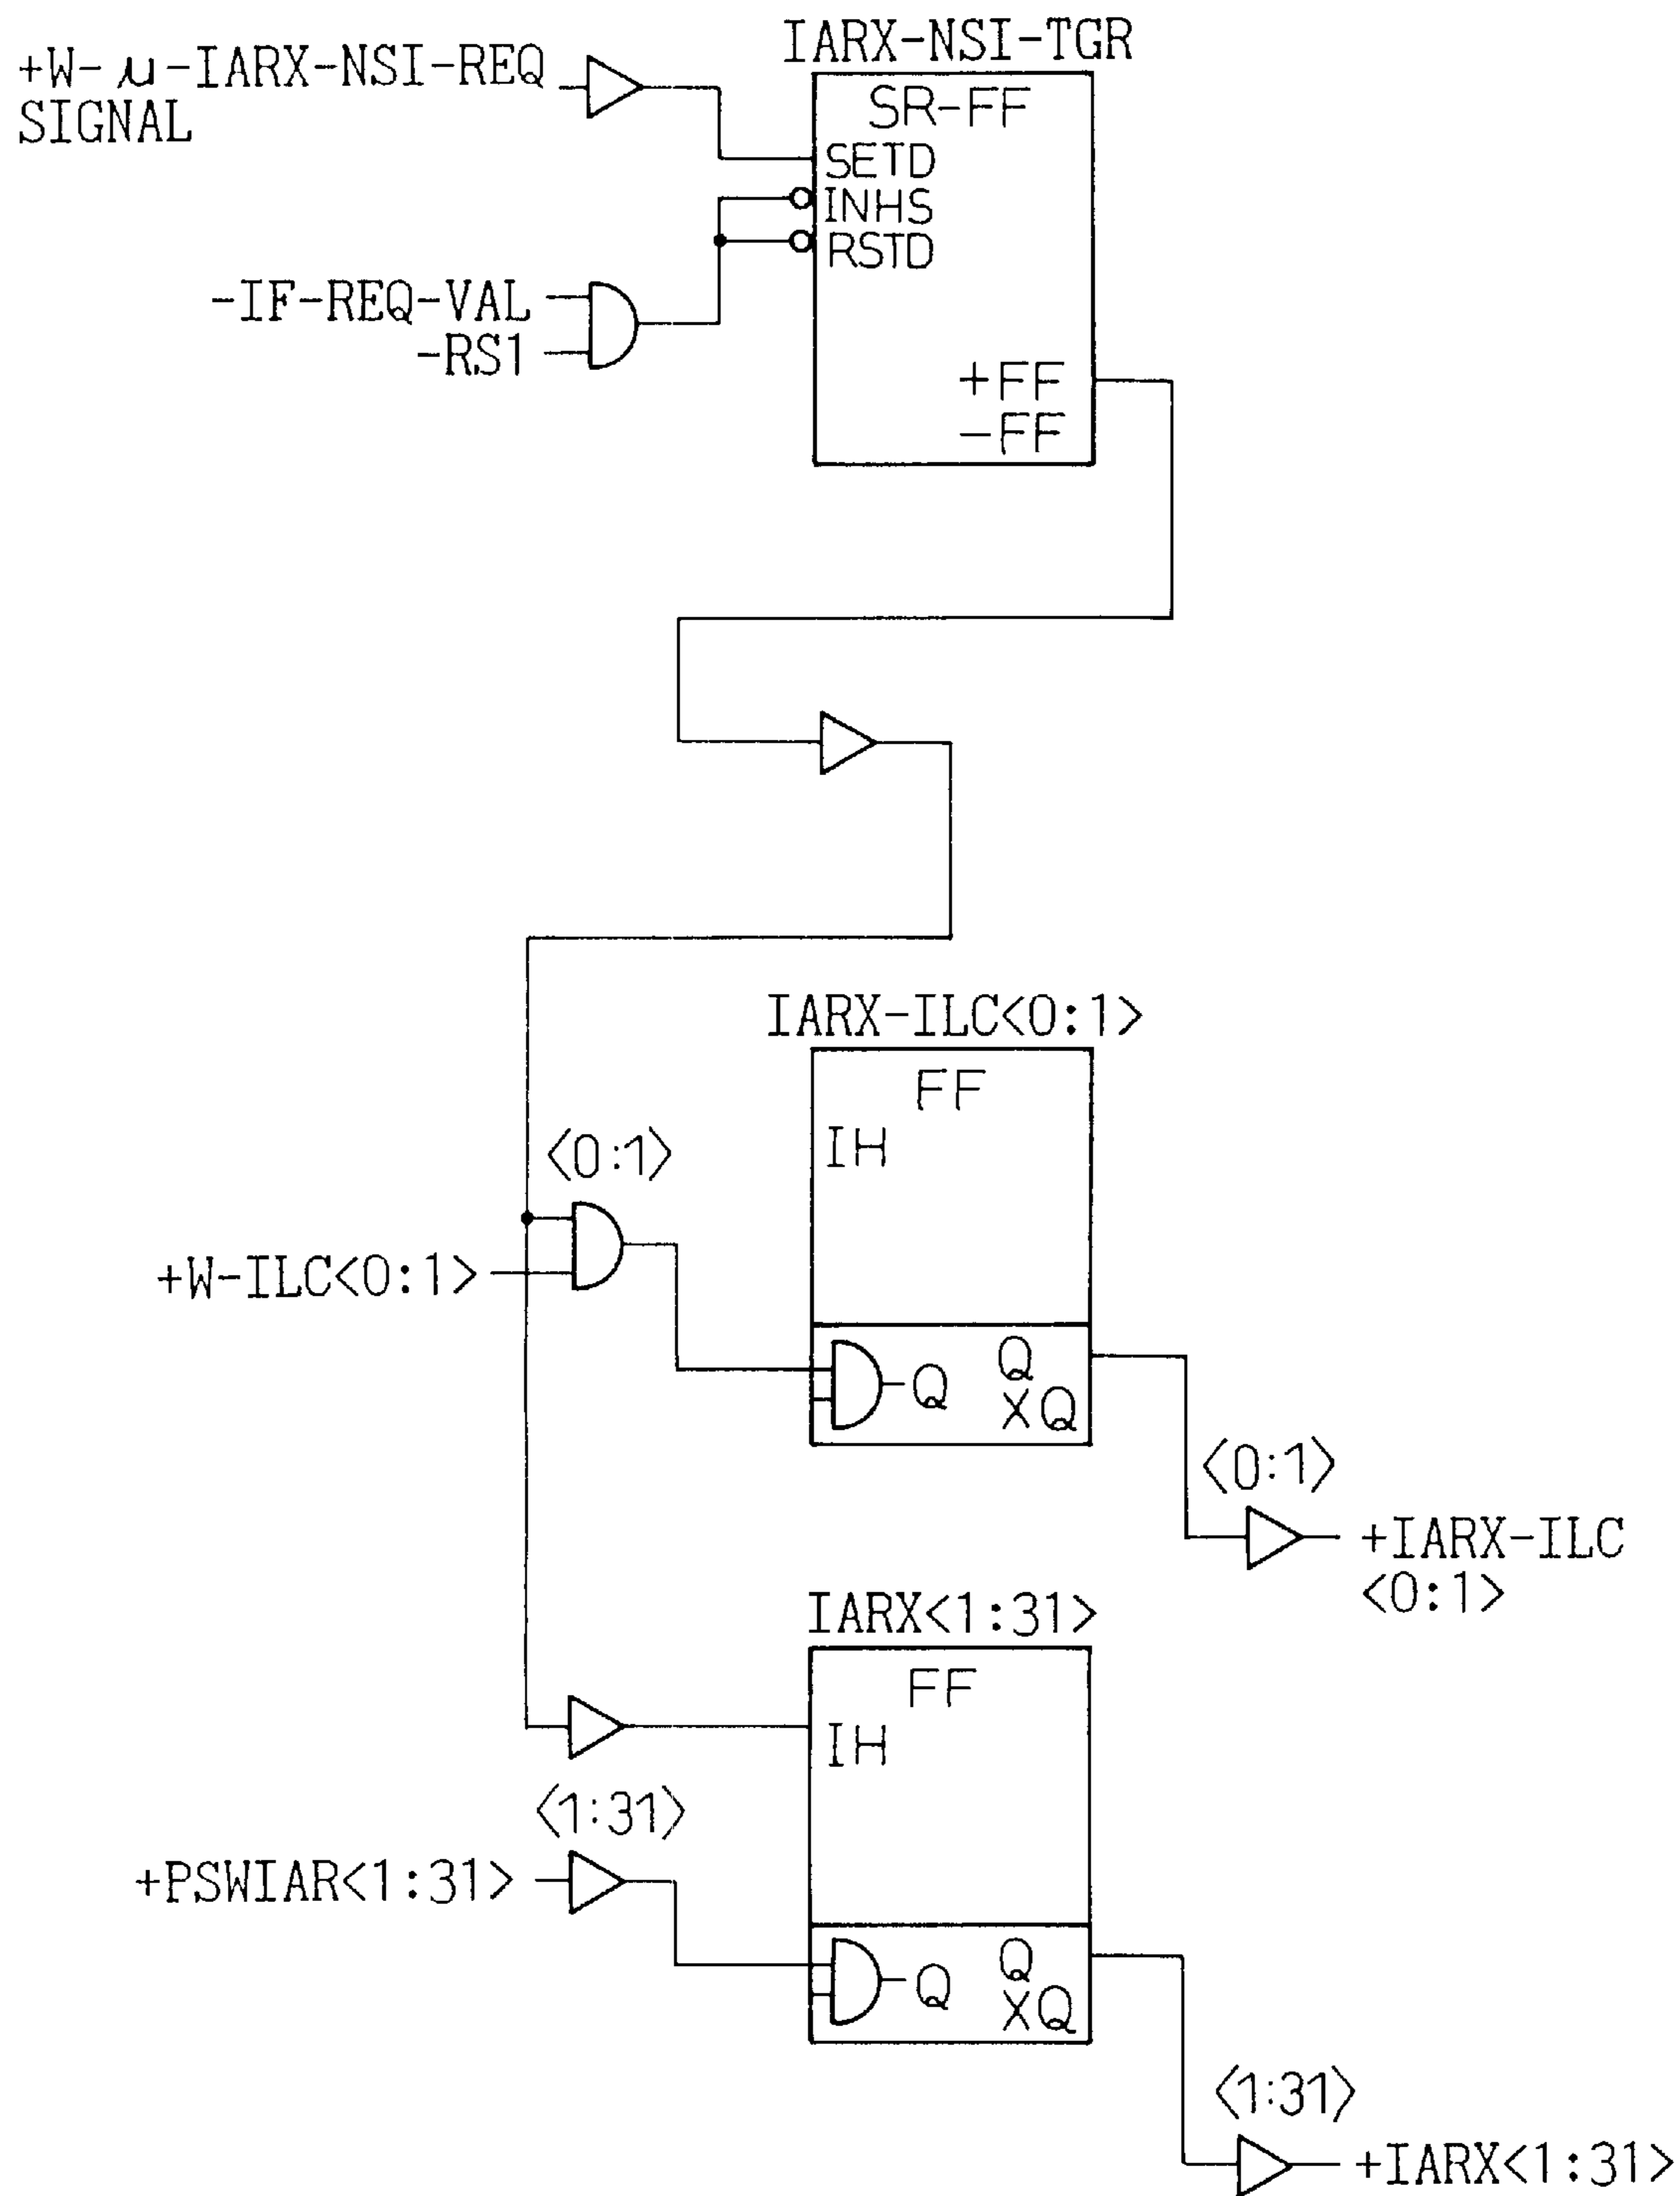 IARX-NSI-TGR
+W-μ-IARX-NSI-REQ
SIGNAL
SR-FF
SETD
INHS
RSTD
-IF-REQ-VAL
-RS1
+FF
-FF
IARX-ILC<0:1>
FF
IH
<0:1>
+W-ILC<0:1>
Q
Q
XQ
<0:1>
+IARX-ILC
<0:1>
IARX<1:31>
FF
IH
<1:31>
+PSWIAR<1:31>
Q
Q
XQ
<1:31>
+IARX<1:31>